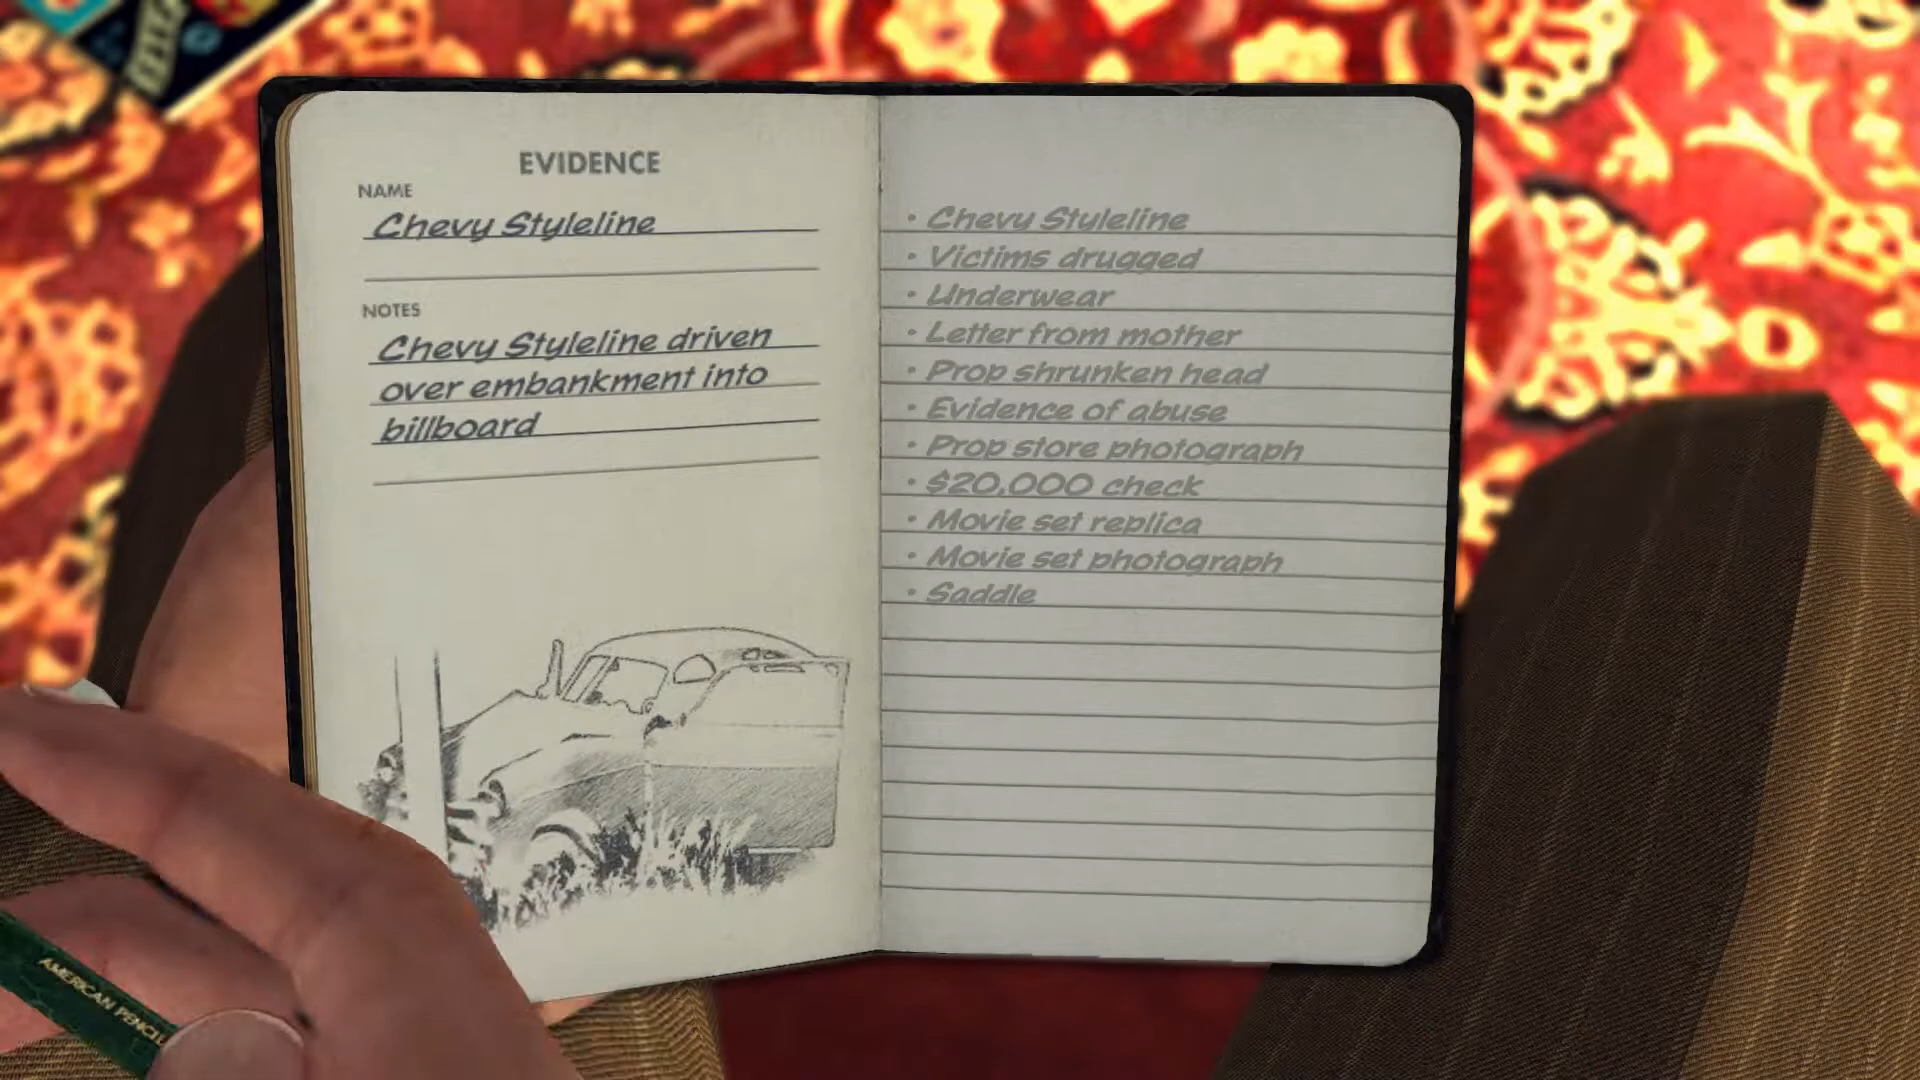 EVIDENCE
NAME
Chevy Styleline
NOTES
Chevy Styleline driven
over embankment into
billboard
• Chevy Styleline
• Victims drugged
• Underwear
• Letter from mother
• Prop shrunken head
• Evidence of abuse
• Prop store photograph
• $20,000 check
• Movie set replica
• Movie set photograph
• Saddle
AMERICAN PENCIL